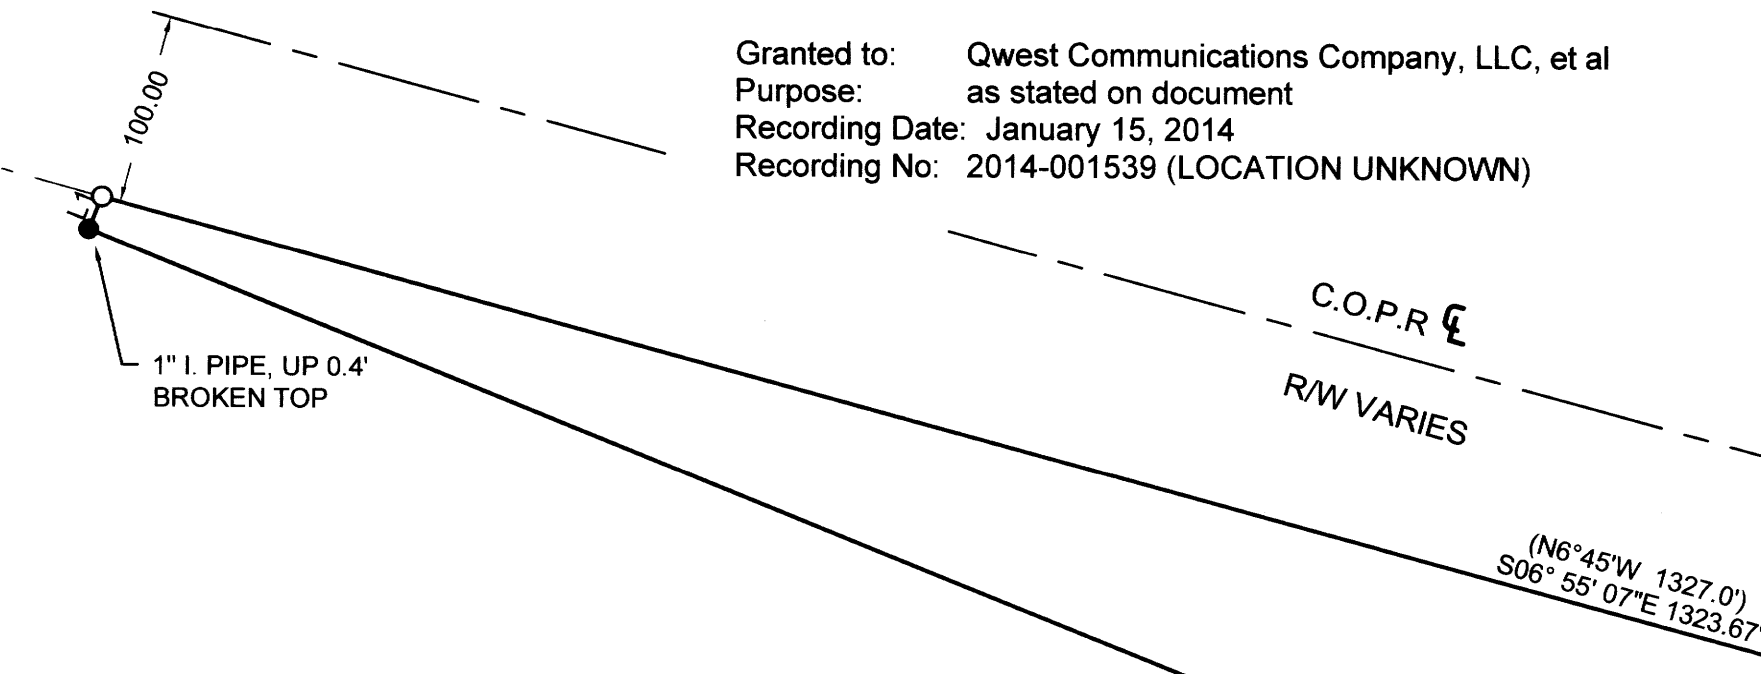 Granted to: Qwest Communications Company, LLC, et al
Purpose: as stated on document
Recording Date: January 15, 2014
Recording No: 2014-001539 (LOCATION UNKNOWN)
100.00
L1
1" I. PIPE, UP 0.4'
BROKEN TOP
C.O.P.R ℄
R/W VARIES
(N6°45'W 1327.0')
S06° 55' 07"E 1323.67'